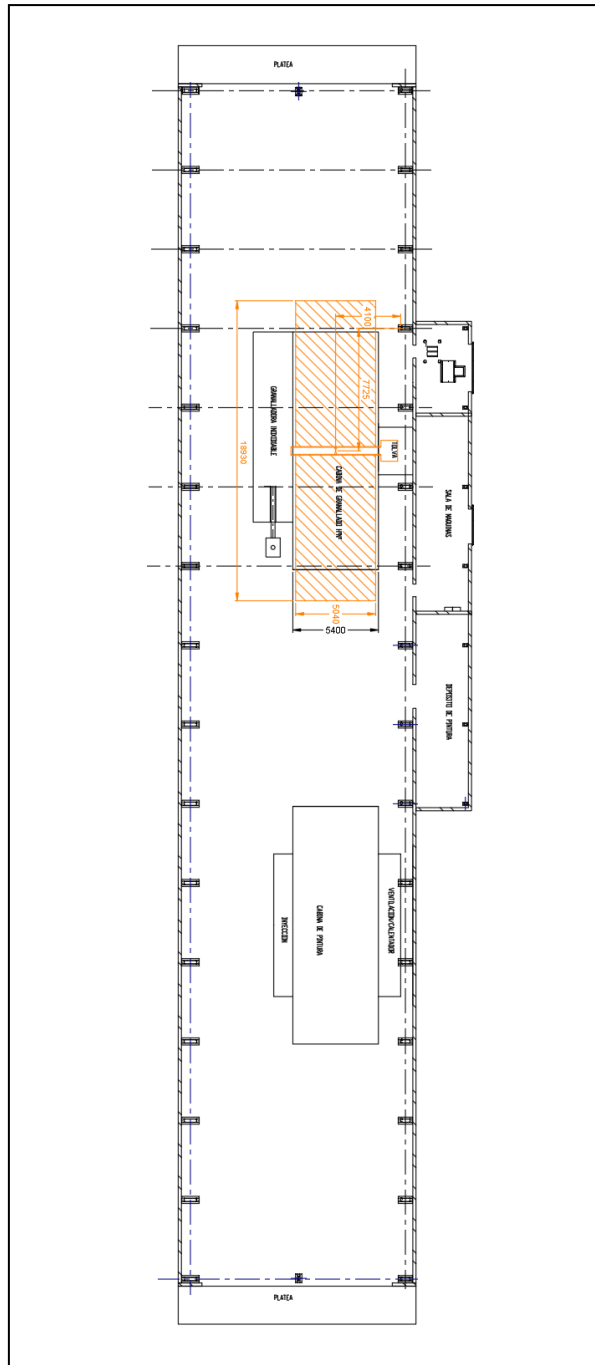 PLATEA
4100
7725
GRANALLADORA INOXIDABLE
TOLVA
18930
CABINA DE GRANALLADO HPMP
SALA DE MAQUINAS
5040
5400
DEPOSITO DE PINTURA
VENTILACION/CALENTADOR
CABINA DE PINTURA
INYECCION
PLATEA